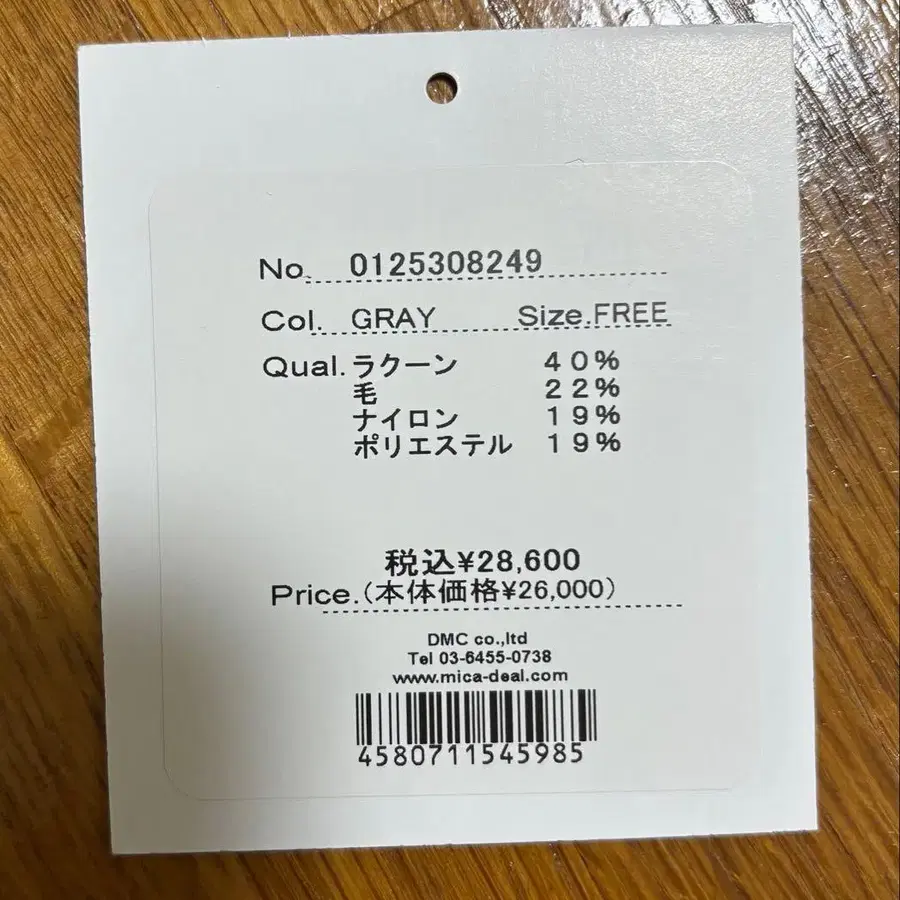 No. 0125308249
Col. GRAY Size.FREE
Qual. ラクーン 40%
毛 22%
ナイロン 19%
ポリエステル 19%
税込¥28,600
Price.(本体価格¥26,000)
DMC co.,ltd
Tel 03-6455-0738
www.mica-deal.com
4580711545985